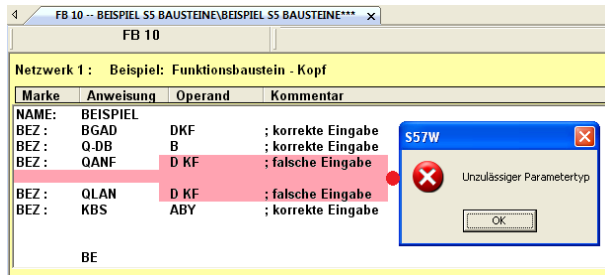 FB 10 -- BEISPIEL S5 BAUSTEINE\BEISPIEL S5 BAUSTEINE*** x
FB 10
Netzwerk 1 : Beispiel: Funktionsbaustein - Kopf
Marke Anweisung Operand Kommentar
NAME: BEISPIEL
BEZ : BGAD DKF ; korrekte Eingabe
BEZ : Q-DB B ; korrekte Eingabe
BEZ : QANF D KF ; falsche Eingabe
BEZ : QLAN D KF ; falsche Eingabe
BEZ : KBS ABY ; korrekte Eingabe
BE
S57W
Unzulässiger Parametertyp
OK